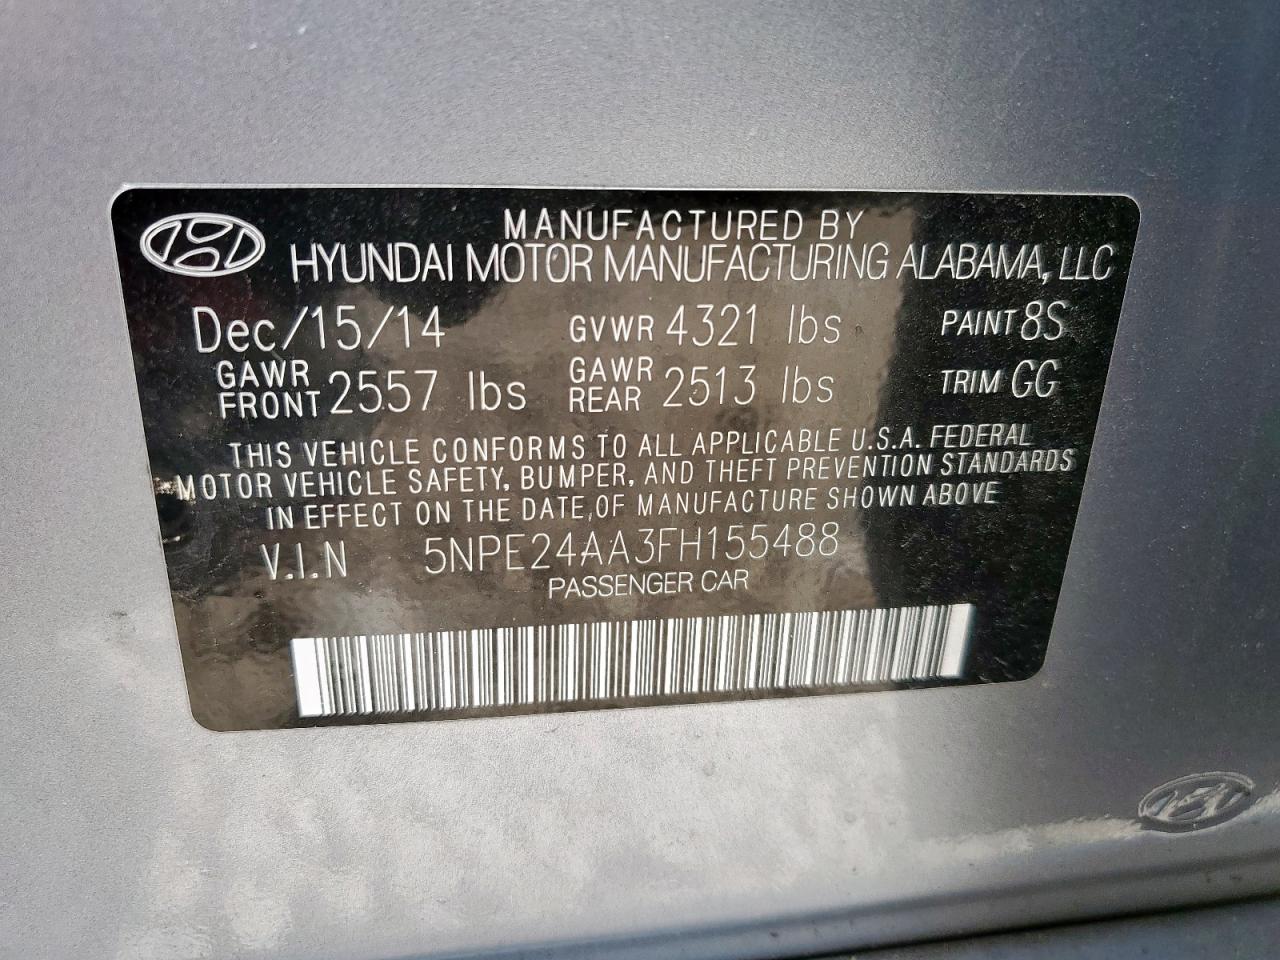 MANUFACTURED BY
HYUNDAI MOTOR MANUFACTURING ALABAMA, LLC
Dec/15/14 GVWR 4321 lbs PAINT 8S
GAWR FRONT 2557 lbs GAWR REAR 2513 lbs TRIM GG
THIS VEHICLE CONFORMS TO ALL APPLICABLE U.S.A. FEDERAL
MOTOR VEHICLE SAFETY, BUMPER, AND THEFT PREVENTION STANDARDS
IN EFFECT ON THE DATE, OF MANUFACTURE SHOWN ABOVE
V.I.N 5NPE24AA3FH155488
PASSENGER CAR